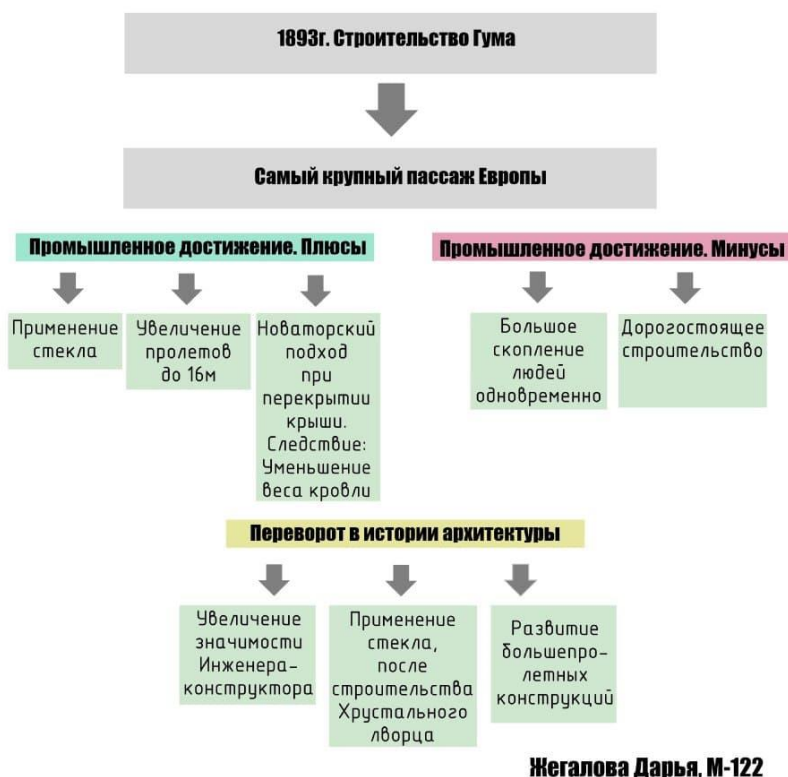 1893г. Строительство Гума
Самый крупный пассаж Европы
Промышленное достижение. Плюсы
Применение
стекла
Увеличение
пролетов
до 16м
Новаторский
подход
при
перекрытии
крыши.
Следствие:
Уменьшение
веса кровли
Промышленное достижение. Минусы
Большое
скопление
людей
одновременно
Дорогостоящее
строительство
Переворот в истории архитектуры
Увеличение
значимости
Инженера-
конструктора
Применение
стекла,
после
строительства
Хрустального
лворца
Развитие
большепро-
летных
конструкций
Жегалова Дарья, М-122